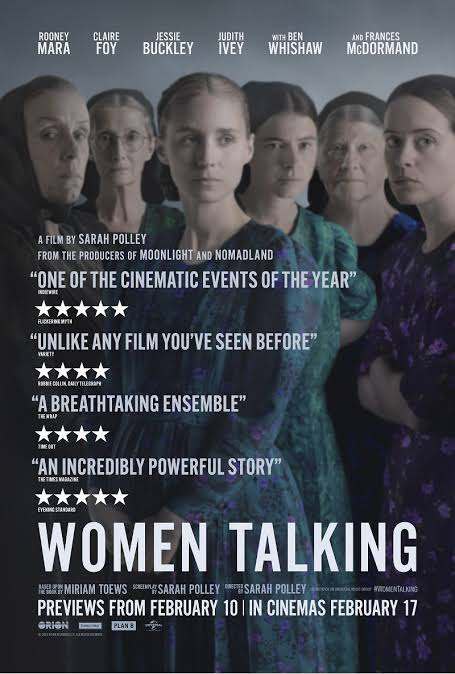 ROONEY MARA
CLAIRE FOY
JESSIE BUCKLEY
JUDITH IVEY
WITH BEN WHISHAW
AND FRANCES McDORMAND
A FILM BY SARAH POLLEY
FROM THE PRODUCERS OF MOONLIGHT AND NOMADLAND
“ONE OF THE CINEMATIC EVENTS OF THE YEAR”
INDIEWIRE
★★★★★
FLICKERING MYTH
“UNLIKE ANY FILM YOU’VE SEEN BEFORE”
VARIETY
★★★★
ROBBIE COLLIN, DAILY TELEGRAPH
“A BREATHTAKING ENSEMBLE”
THE WRAP
★★★★
TIME OUT
“AN INCREDIBLY POWERFUL STORY”
THE TIMES MAGAZINE
★★★★★
EVENING STANDARD
WOMEN TALKING
BASED UPON THE BOOK BY MIRIAM TOEWS SCREENPLAY BY SARAH POLLEY DIRECTED BY SARAH POLLEY #WOMENTALKING
PREVIEWS FROM FEBRUARY 10 | IN CINEMAS FEBRUARY 17
ORION PLAN B UNIVERSAL